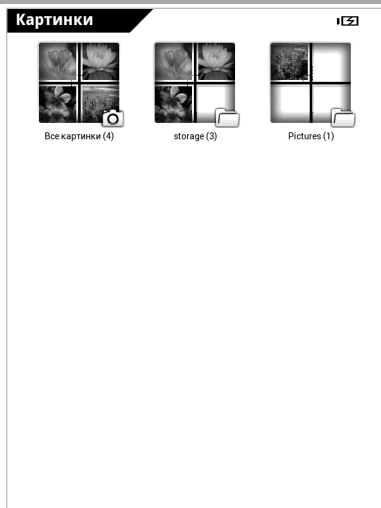 Картинки
Все картинки (4)
storage (3)
Pictures (1)